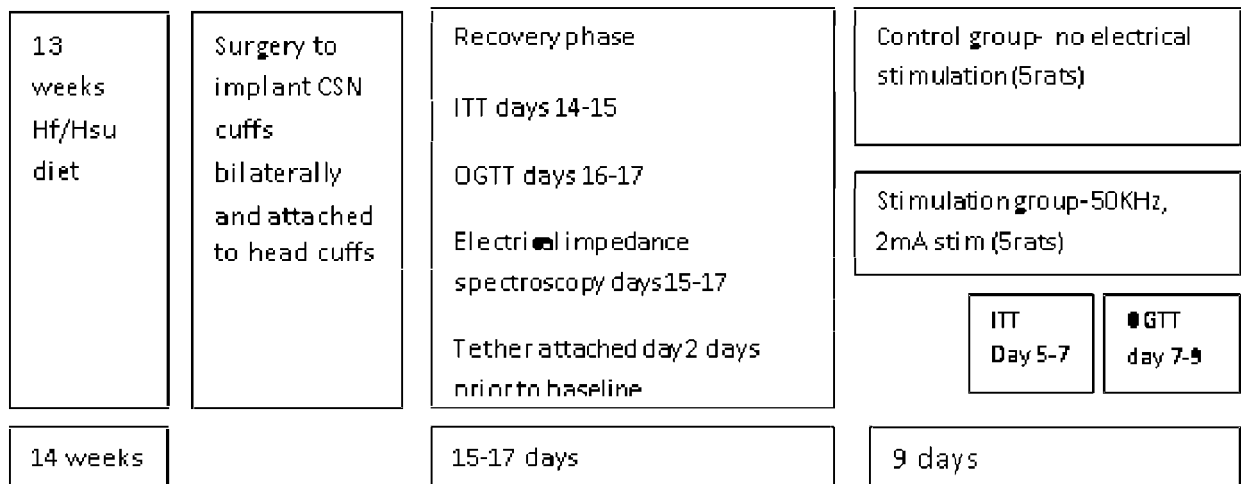 13
weeks
Hf/Hsu
diet
Surgery to
implant CSN
cuffs
bilaterally
and attached
to head cuffs
Recovery phase
ITT days 14-15
OGTT days 16-17
Electrical impedance
spectroscopy days 15-17
Tether attached day 2 days
prior to baseline
Control group- no electrical
stimulation (5rats)
Stimulation group-50KHz,
2mA stim (5rats)
ITT
Day 5-7
OGTT
day 7-9
14 weeks
15-17 days
9 days